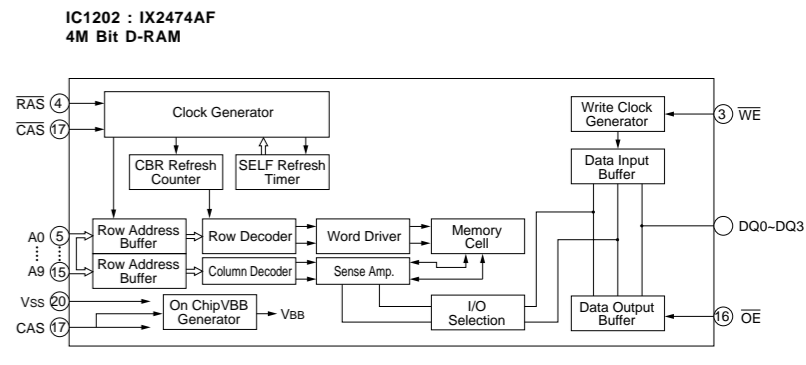 IC1202 : IX2474AF
4M Bit D-RAM
RAS 4
CAS 17
Clock Generator
Write Clock
Generator
3 WE
CBR Refresh
Counter
SELF Refresh
Timer
Data Input
Buffer
A0 5
Row Address
Buffer
Row Decoder
Word Driver
Memory
Cell
DQ0~DQ3
A9 15
Row Address
Buffer
Column Decoder
Sense Amp.
Vss 20
CAS 17
On ChipVBB
Generator
VBB
I/O
Selection
Data Output
Buffer
16 OE